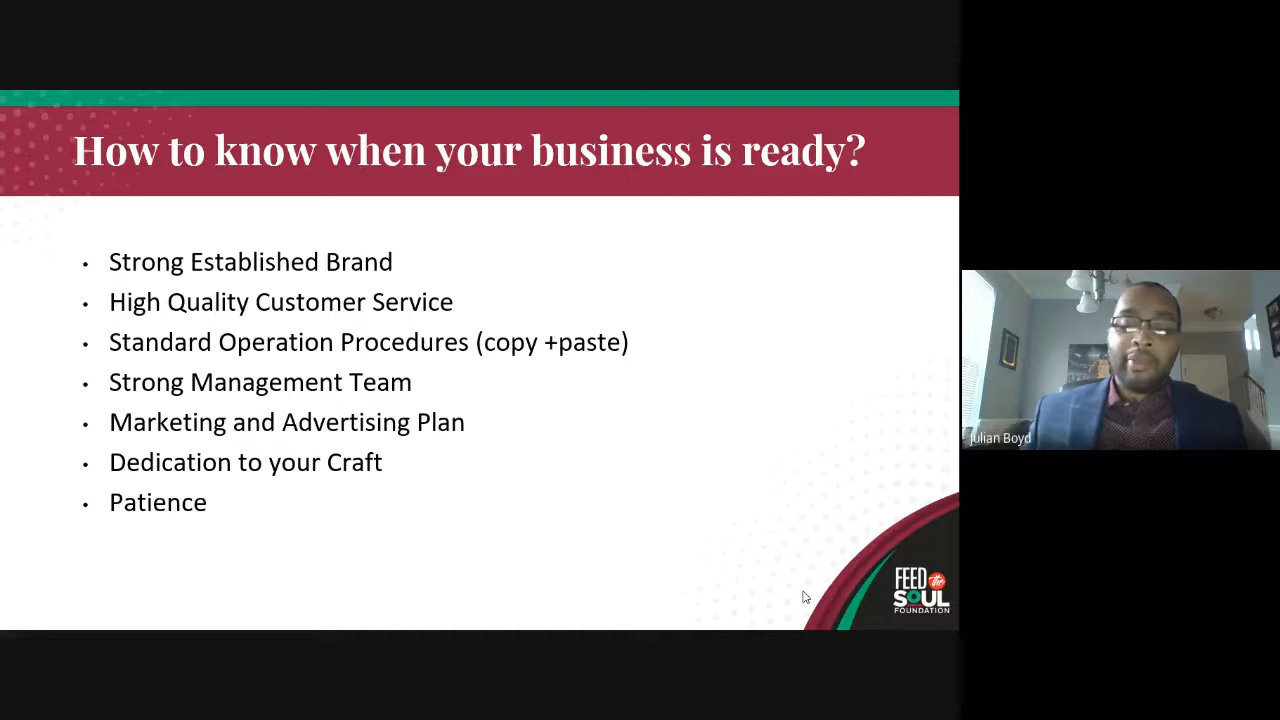 How to know when your business is ready?
• Strong Established Brand
• High Quality Customer Service
• Standard Operation Procedures (copy +paste)
• Strong Management Team
• Marketing and Advertising Plan
• Dedication to your Craft
• Patience
FEED the
SOUL
FOUNDATION
Julian Boyd